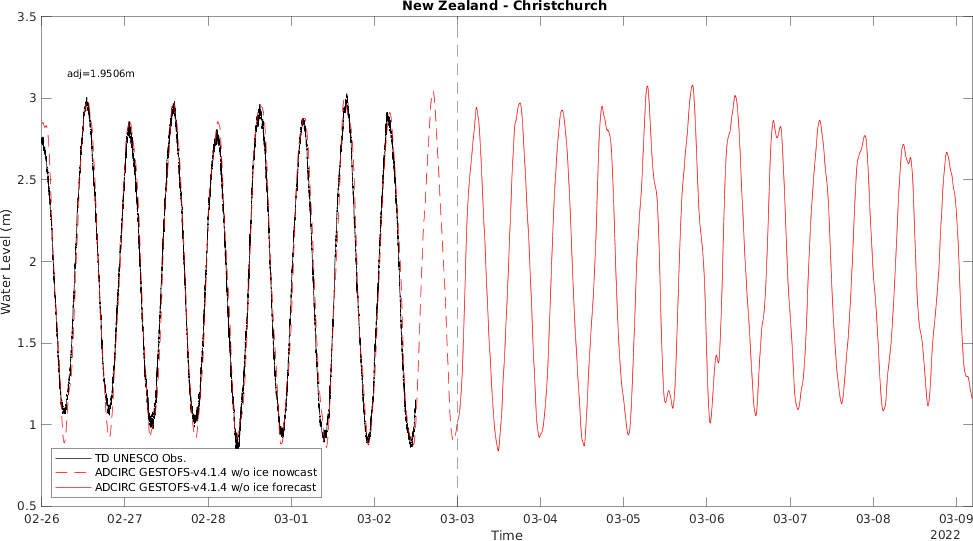 New Zealand - Christchurch
3.5
adj=1.9506m
3
2.5
2
1.5
1
0.5
Water Level (m)
TD UNESCO Obs.
ADCIRC GESTOFS-v4.1.4 w/o ice nowcast
ADCIRC GESTOFS-v4.1.4 w/o ice forecast
02-26 02-27 02-28 03-01 03-02 03-03 03-04 03-05 03-06 03-07 03-08 03-09
Time
2022